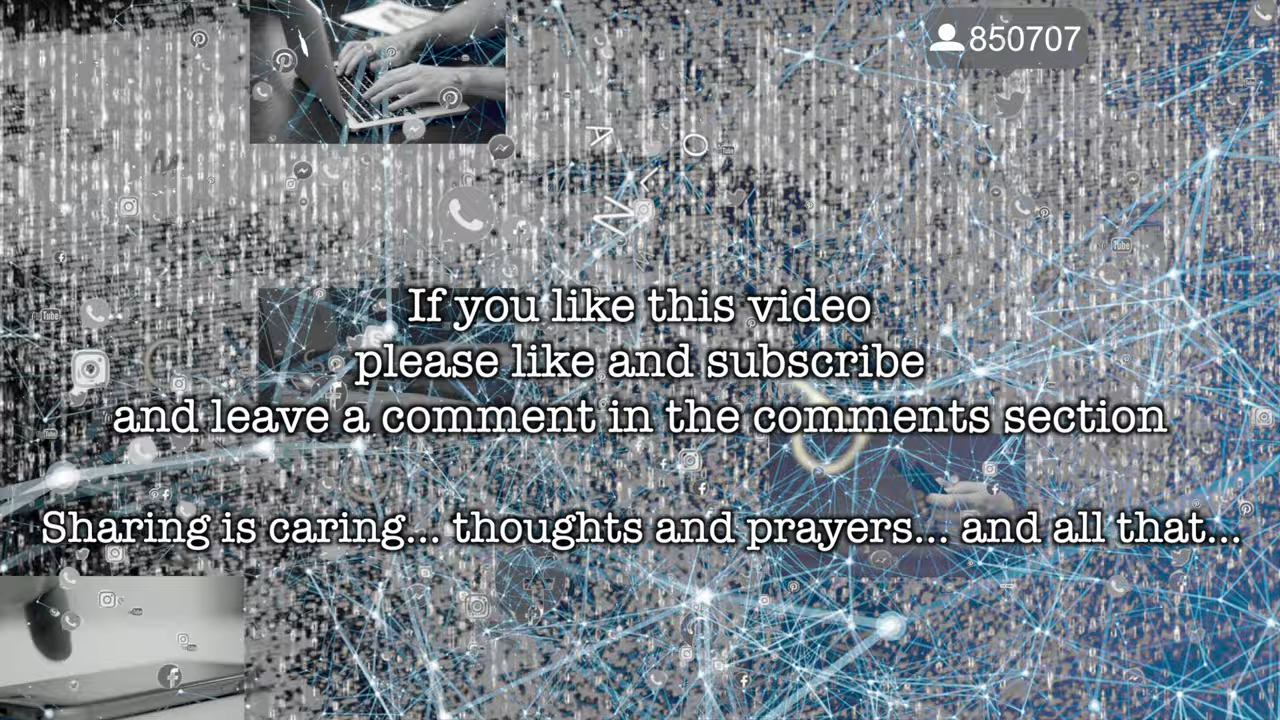 850707
If you like this video
please like and subscribe
and leave a comment in the comments section
Sharing is caring... thoughts and prayers... and all that...